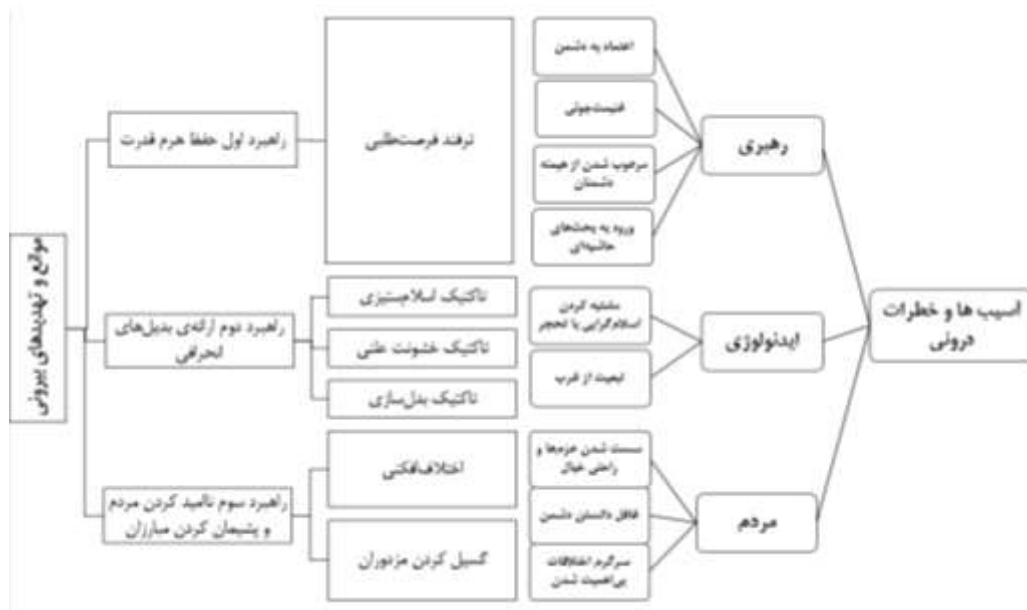 آسیب ها و خطرات
درونی
رهبری
اعتماد به دشمن
غنیمت‌جوئی
مرعوب شدن از هیمنه
دشمنان
ورود به بحث‌های
حاشیه‌ای
ایدئولوژی
مشتبه کردن
اسلام‌گرایی با تحجر
تبعیت از غرب
مردم
سست شدن عزم‌ها و
راحتی خیال
غافل دانستن دشمن
سرگرم اختلافات
بی‌اهمیت شدن
موانع و تهدیدهای بیرونی
راهبرد اول حفظ هرم قدرت
ترفند فرصت‌طلبی
راهبرد دوم ارائه‌ی بدیل‌های
انحرافی
تاکتیک اسلام‌ستیزی
تاکتیک خشونت علنی
تاکتیک بدل‌سازی
راهبرد سوم ناامید کردن مردم
و پشیمان کردن مبارزان
اختلاف‌افکنی
گسیل کردن مزدوران